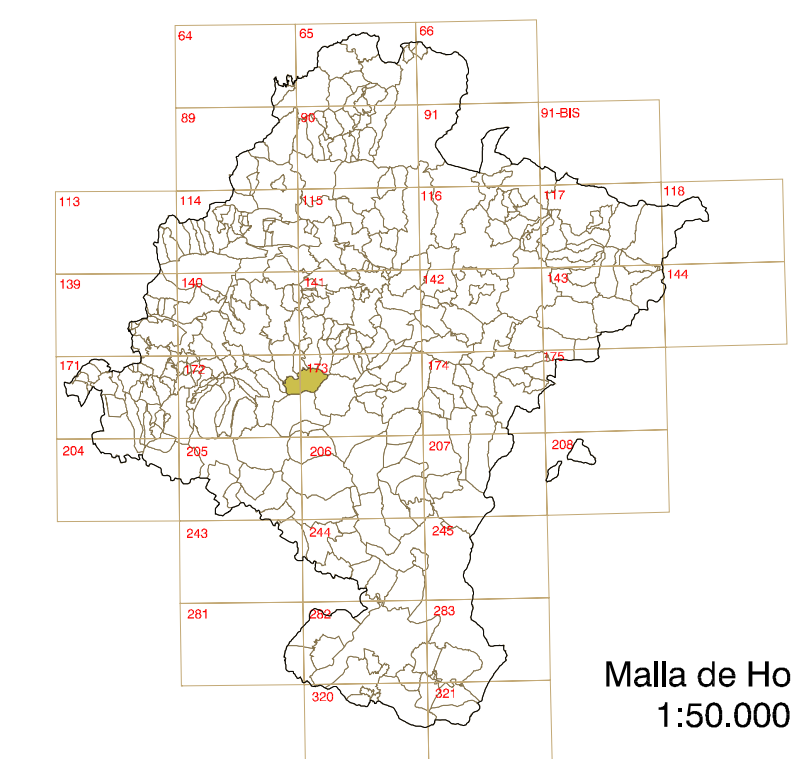 64 65 66
89 90 91 91-BIS
113 114 115 116 117 118
139 140 141 142 143 144
171 172 173 174 175
204 205 206 207 208
243 244 245
281 282 283
320 321
Malla de Ho
1:50.000